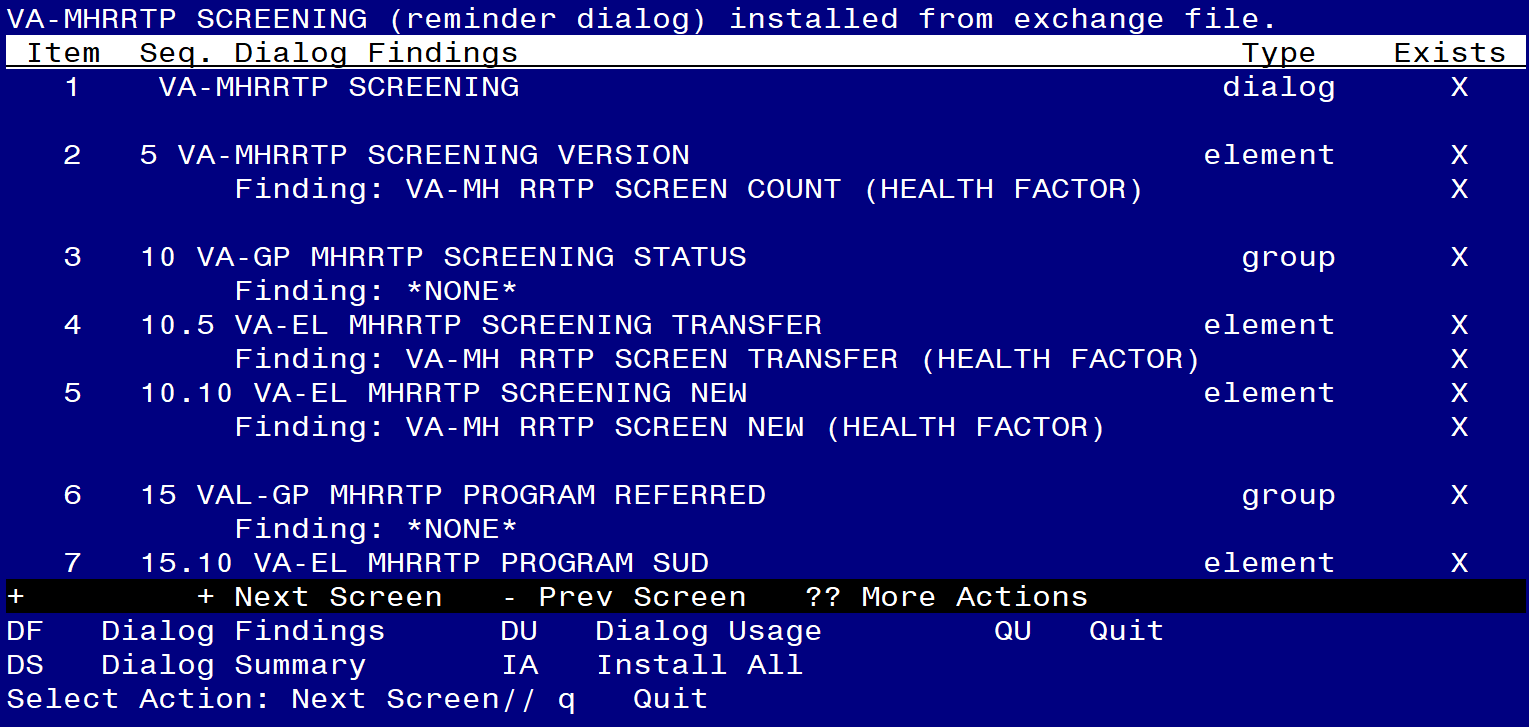 VA-MHRRTP SCREENING (reminder dialog) installed from exchange file.
Item Seq. Dialog Findings Type Exists
1 VA-MHRRTP SCREENING dialog X
2 5 VA-MHRRTP SCREENING VERSION element X
Finding: VA-MH RRTP SCREEN COUNT (HEALTH FACTOR) X
3 10 VA-GP MHRRTP SCREENING STATUS group X
Finding: *NONE*
4 10.5 VA-EL MHRRTP SCREENING TRANSFER element X
Finding: VA-MH RRTP SCREEN TRANSFER (HEALTH FACTOR) X
5 10.10 VA-EL MHRRTP SCREENING NEW element X
Finding: VA-MH RRTP SCREEN NEW (HEALTH FACTOR) X
6 15 VAL-GP MHRRTP PROGRAM REFERRED group X
Finding: *NONE*
7 15.10 VA-EL MHRRTP PROGRAM SUD element X
+ + Next Screen - Prev Screen ?? More Actions
DF Dialog Findings DU Dialog Usage QU Quit
DS Dialog Summary IA Install All
Select Action: Next Screen// q Quit